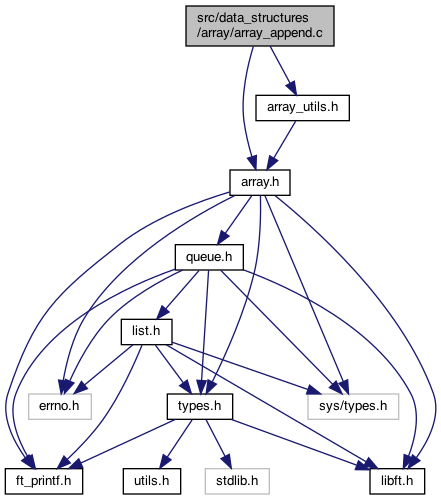 src/data_structures
/array/array_append.c
array_utils.h
array.h
queue.h
list.h
errno.h
types.h
sys/types.h
ft_printf.h
utils.h
stdlib.h
libft.h